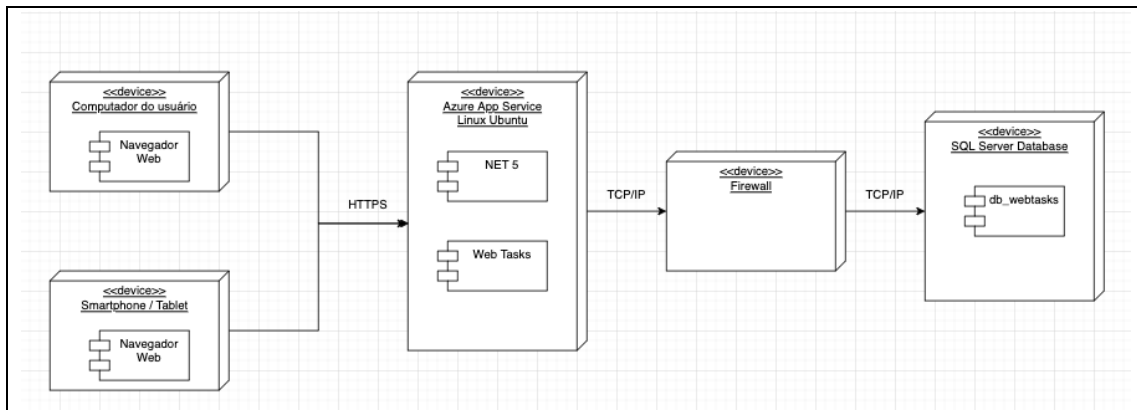 <<device>>
Computador do usuário
Navegador
Web
<<device>>
Smartphone / Tablet
Navegador
Web
HTTPS
<<device>>
Azure App Service
Linux Ubuntu
NET 5
Web Tasks
TCP/IP
<<device>>
Firewall
TCP/IP
<<device>>
SQL Server Database
db_webtasks